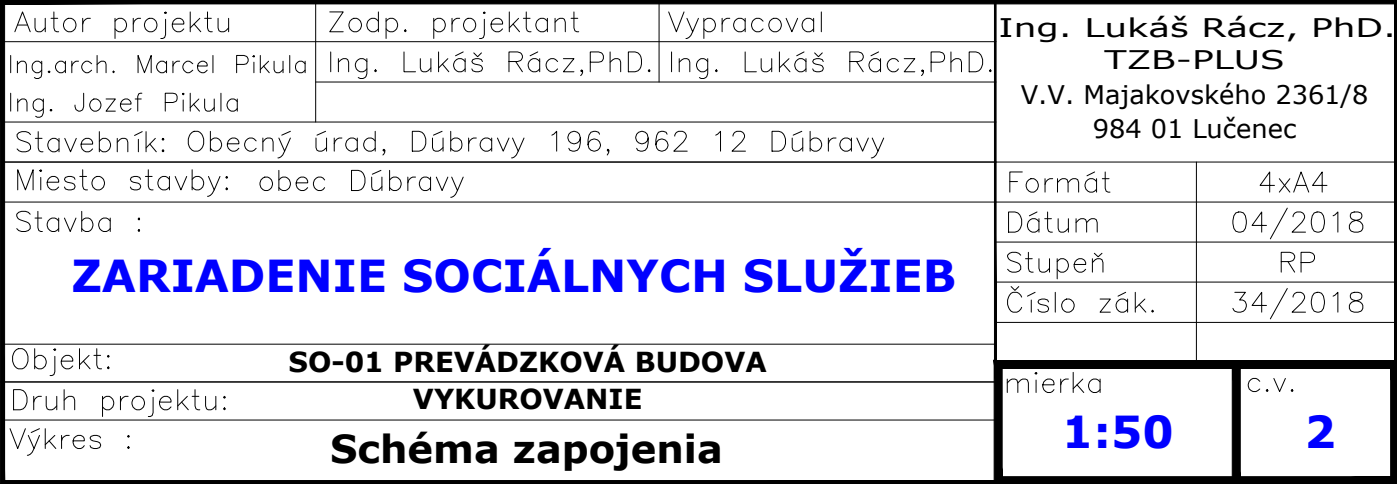 Autor projektu Zodp. projektant Vypracoval
Ing.arch. Marcel Pikula Ing. Lukáš Rácz,PhD. Ing. Lukáš Rácz,PhD.
Ing. Jozef Pikula
Stavebník: Obecný úrad, Dúbravy 196, 962 12 Dúbravy
Miesto stavby: obec Dúbravy
Stavba :
ZARIADENIE SOCIÁLNYCH SLUŽIEB
Objekt: SO-01 PREVÁDZKOVÁ BUDOVA
Druh projektu: VYKUROVANIE
Výkres : Schéma zapojenia
Ing. Lukáš Rácz, PhD.
TZB-PLUS
V.V. Majakovského 2361/8
984 01 Lučenec
Formát 4xA4
Dátum 04/2018
Stupeň RP
Číslo zák. 34/2018
mierka c.v.
1:50 2